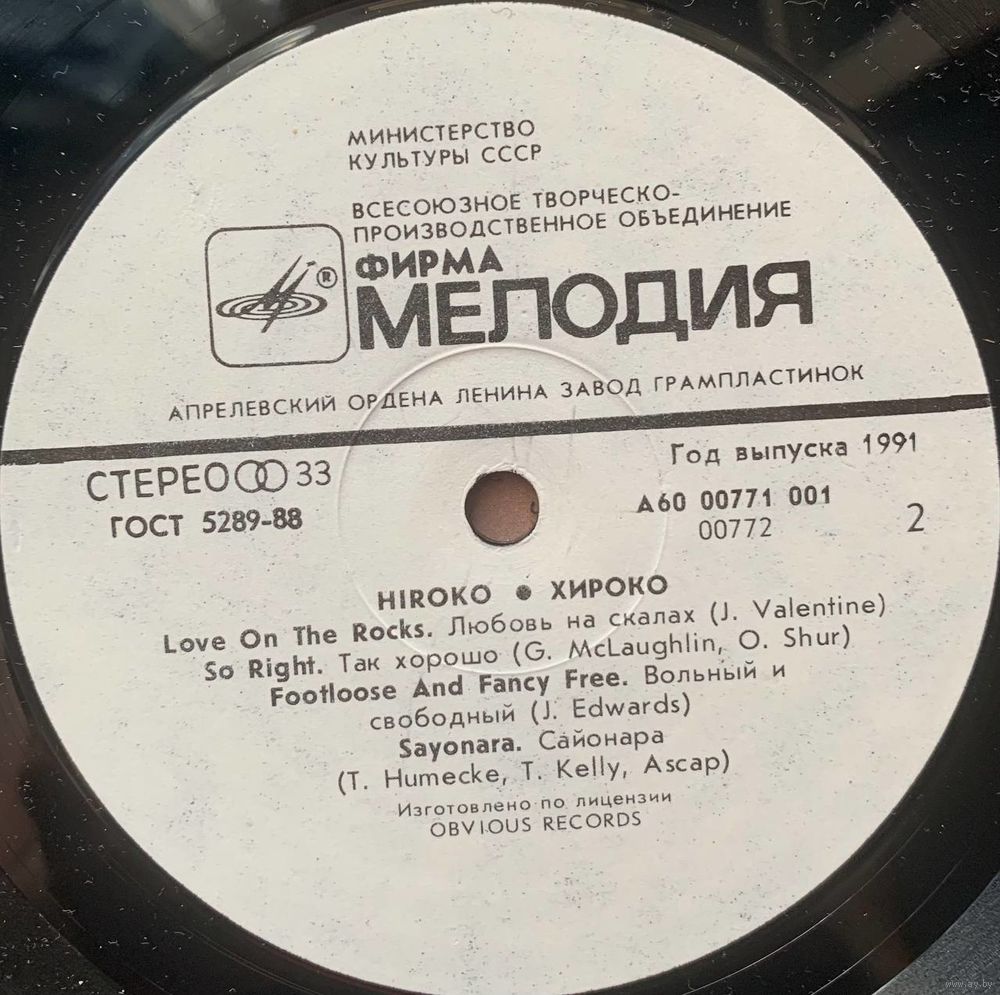 МИНИСТЕРСТВО
КУЛЬТУРЫ СССР
ВСЕСОЮЗНОЕ ТВОРЧЕСКО-
ПРОИЗВОДСТВЕННОЕ ОБЪЕДИНЕНИЕ
®
ФИРМА
МЕЛОДИЯ
АПРЕЛЕВСКИЙ ОРДЕНА ЛЕНИНА ЗАВОД ГРАМПЛАСТИНОК
СТЕРЕО 33
ГОСТ 5289-88
Год выпуска 1991
А60 00771 001
00772
2
HIROKO • ХИРОКО
Love On The Rocks. Любовь на скалах (J. Valentine)
So Right. Так хорошо (G. McLaughlin, O. Shur)
Footloose And Fancy Free. Вольный и
свободный (J. Edwards)
Sayonara. Сайонара
(T. Humecke, T. Kelly, Ascap)
Изготовлено по лицензии
OBVIOUS RECORDS
www.ay.by